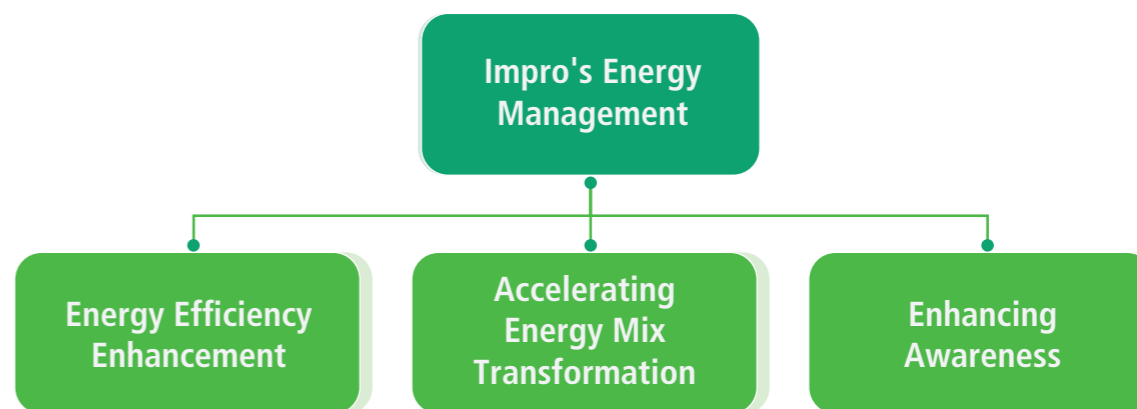 Impro's Energy
Management
Energy Efficiency
Enhancement
Accelerating
Energy Mix
Transformation
Enhancing
Awareness